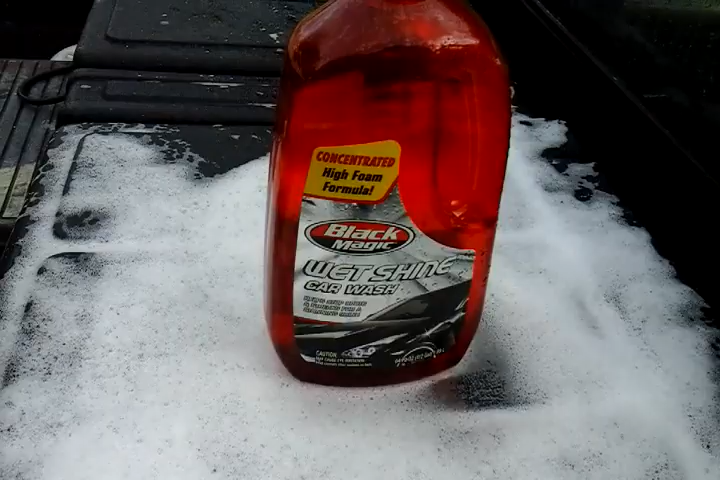 CONCENTRATED
High Foam
Formula!
Black
Magic
WET SHINE
CAR WASH
CAUTION: